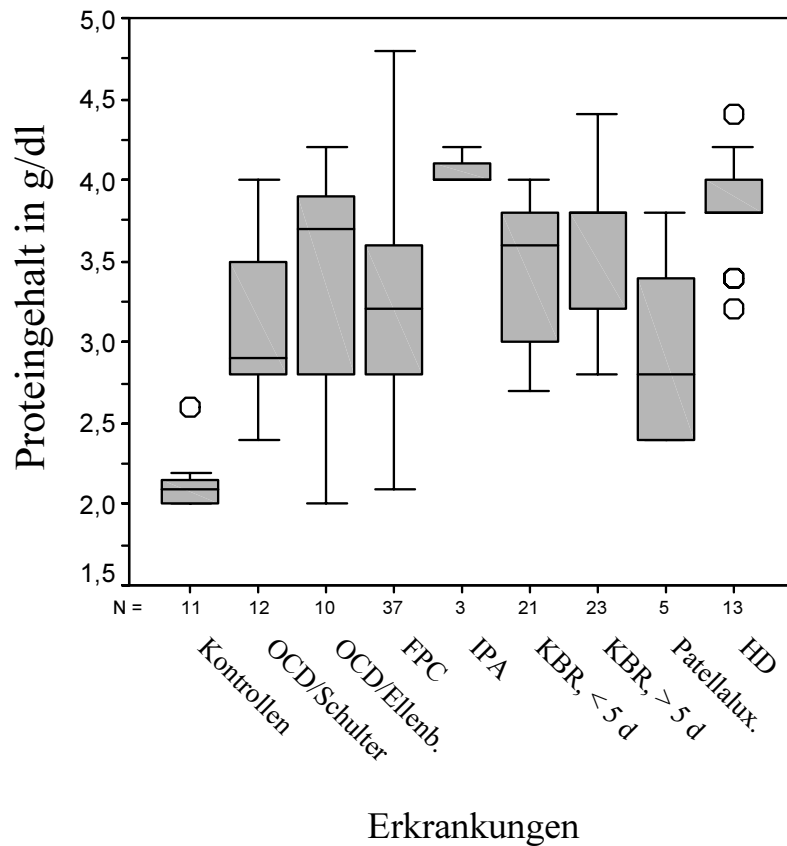 Proteingehalt in g/dl
5,0
4,5
4,0
3,5
3,0
2,5
2,0
1,5
N = 11 12 10 37 3 21 23 5 13
Kontrollen
OCD/Schulter
OCD/Ellenb.
FPC
IPA
KBR, < 5 d
KBR, > 5 d
Patellalux.
HD
Erkrankungen